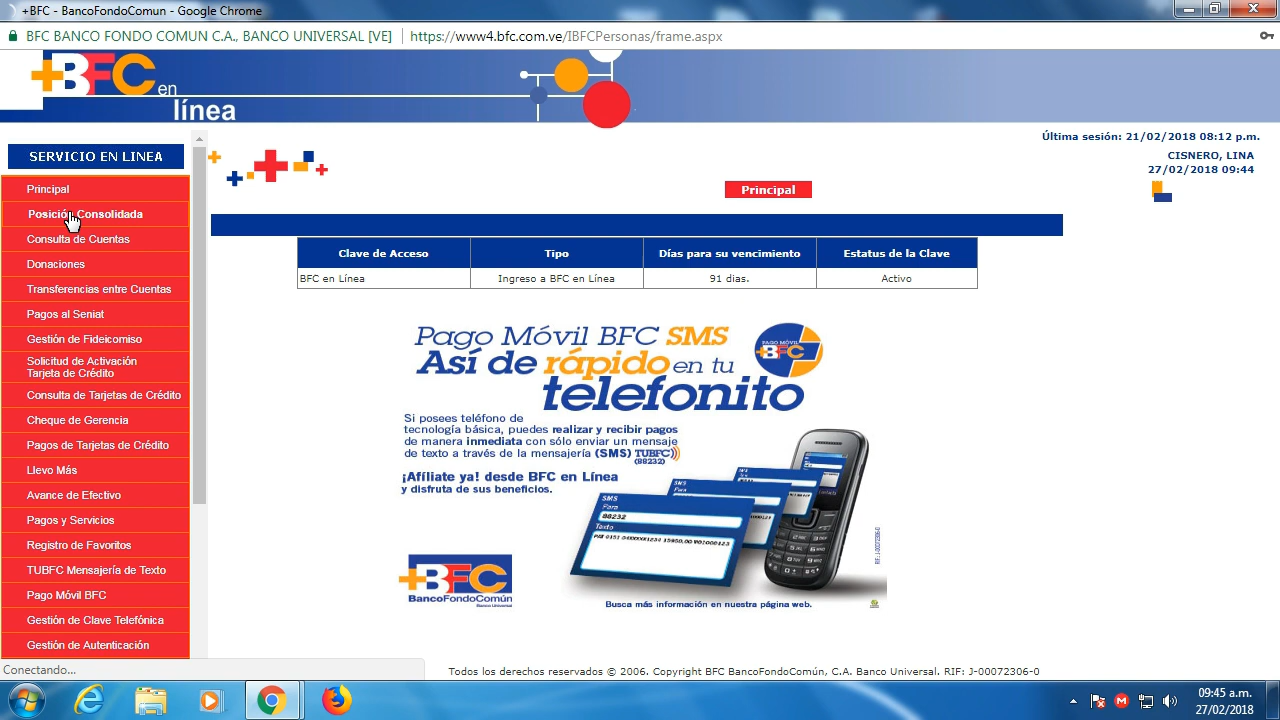 +BFC - BancoFondoComun - Google Chrome
BFC BANCO FONDO COMUN C.A., BANCO UNIVERSAL [VE]
https://www4.bfc.com.ve/IBFCPersonas/frame.aspx
+BFC en
línea
Última sesión: 21/02/2018 08:12 p.m.
CISNERO, LINA
27/02/2018 09:44
SERVICIO EN LINEA
Principal
Posición Consolidada
Consulta de Cuentas
Donaciones
Transferencias entre Cuentas
Pagos al Seniat
Gestión de Fideicomiso
Solicitud de Activación
Tarjeta de Crédito
Consulta de Tarjetas de Crédito
Cheque de Gerencia
Pagos de Tarjetas de Crédito
Llevo Más
Avance de Efectivo
Pagos y Servicios
Registro de Favoritos
TUBFC Mensajería de Texto
Pago Móvil BFC
Gestión de Clave Telefónica
Gestión de Autenticación
Principal
Clave de Acceso Tipo Días para su vencimiento Estatus de la Clave
BFC en Línea Ingreso a BFC en Línea 91 dias. Activo
Pago Móvil BFC SMS
Así de rápido en tu
telefonito
PAGO MÓVIL
+BFC
Si posees teléfono de
tecnología básica, puedes realizar y recibir pagos
de manera inmediata con sólo enviar un mensaje
de texto a través de la mensajería (SMS) TUBFC
(88232)
¡Afíliate ya! desde BFC en Línea
y disfruta de sus beneficios.
SMS
Para
SMS
Para
SMS
Para
88232
Texto
+BFC
BancoFondoComún
Banco Universal
Busca más información en nuestra página web.
RIF: J-00072306-0
Conectando...
Todos los derechos reservados © 2006. Copyright BFC BancoFondoComún, C.A. Banco Universal. RIF: J-00072306-0
09:45 a.m.
27/02/2018